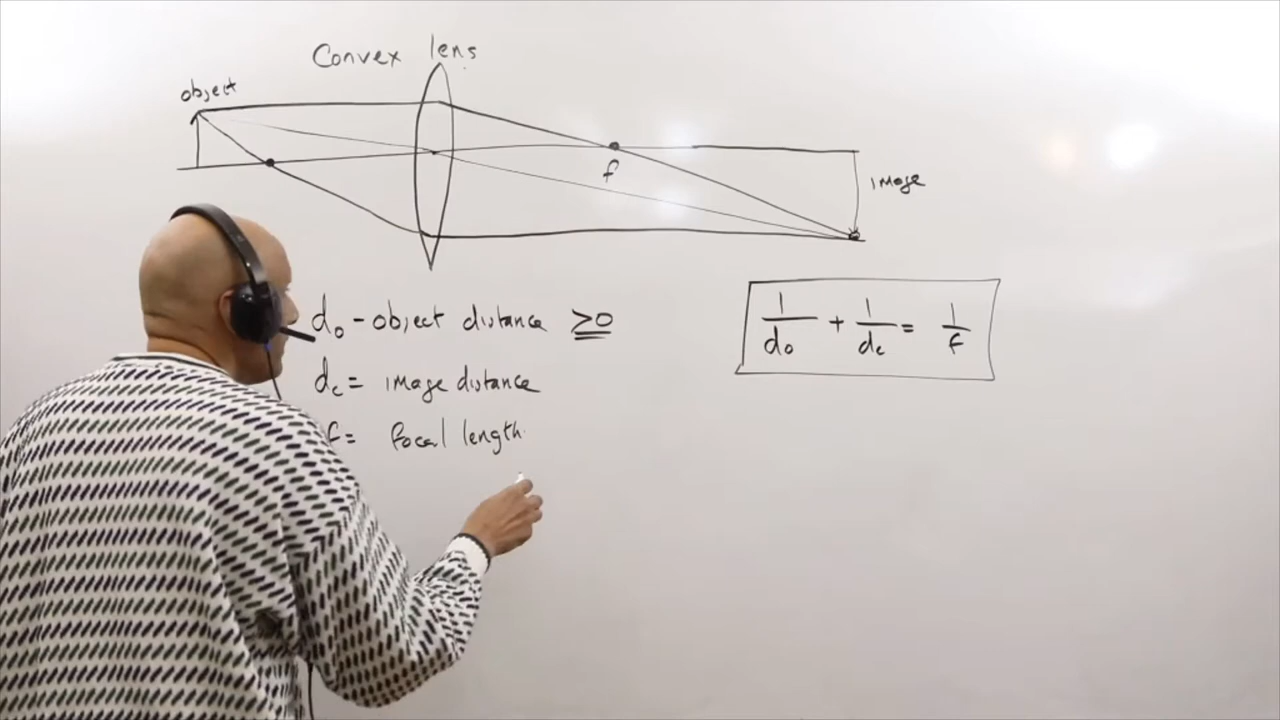 Convex lens
object
f
image
d₀ - object distance ≥0
1/d₀ + 1/dᵢ = 1/f
dᵢ = image distance
f = focal length